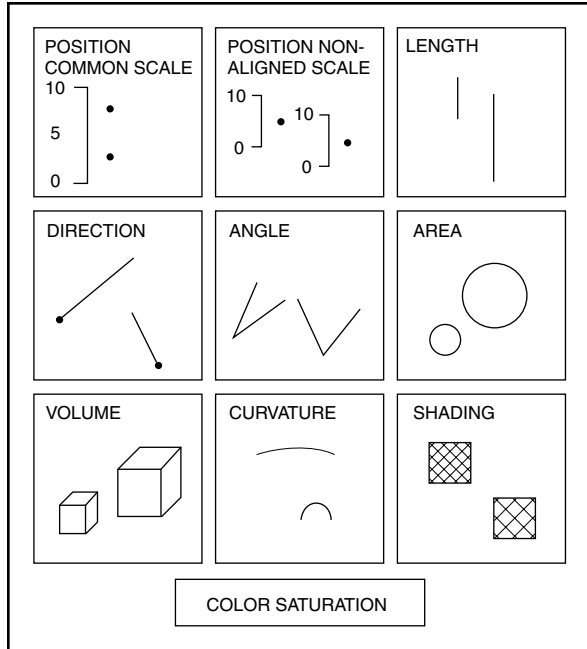 POSITION
COMMON SCALE
10
5
0
POSITION NON-
ALIGNED SCALE
10
0
10
0
LENGTH
DIRECTION
ANGLE
AREA
VOLUME
CURVATURE
SHADING
COLOR SATURATION